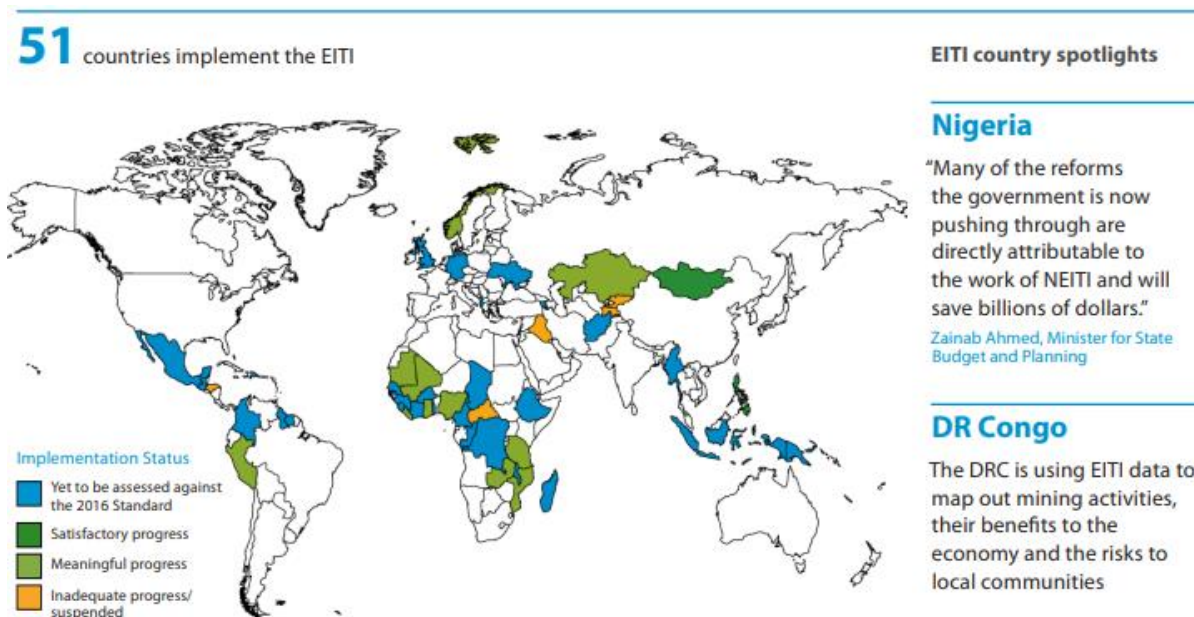 51 countries implement the EITI
Implementation Status
Yet to be assessed against
the 2016 Standard
Satisfactory progress
Meaningful progress
Inadequate progress/
suspended
EITI country spotlights
Nigeria
“Many of the reforms
the government is now
pushing through are
directly attributable to
the work of NEITI and will
save billions of dollars.”
Zainab Ahmed, Minister for State
Budget and Planning
DR Congo
The DRC is using EITI data to
map out mining activities,
their benefits to the
economy and the risks to
local communities